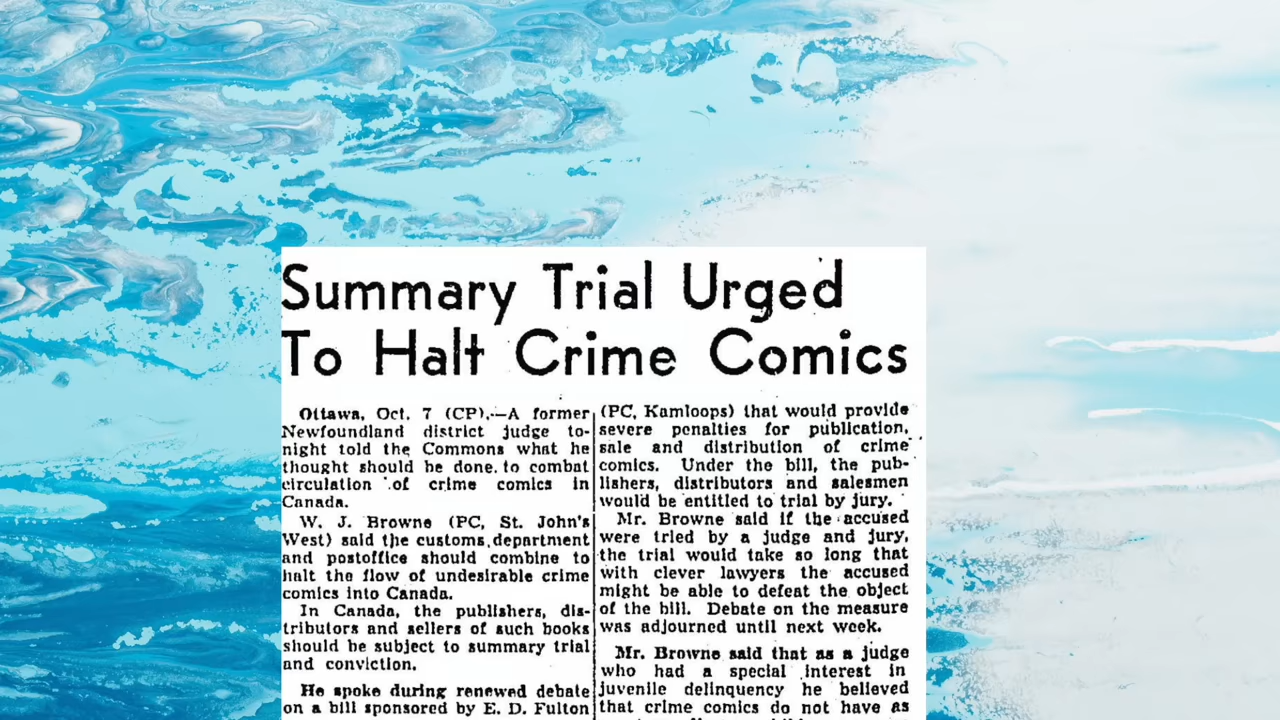 Summary Trial Urged
To Halt Crime Comics
Ottawa, Oct. 7 (CP).—A former
Newfoundland district judge to-
night told the Commons what he
thought should be done to combat
circulation of crime comics in
Canada.
W. J. Browne (PC, St. John's
West) said the customs department
and postoffice should combine to
halt the flow of undesirable crime
comics into Canada.
In Canada, the publishers, dis-
tributors and sellers of such books
should be subject to summary trial
and conviction.
He spoke during renewed debate
on a bill sponsored by E. D. Fulton
(PC, Kamloops) that would provide
severe penalties for publication,
sale and distribution of crime
comics. Under the bill, the pub-
lishers, distributors and salesmen
would be entitled to trial by jury.
Mr. Browne said if the accused
were tried by a judge and jury,
the trial would take so long that
with clever lawyers the accused
might be able to defeat the object
of the bill. Debate on the measure
was adjourned until next week.
Mr. Browne said that as a judge
who had a special interest in
juvenile delinquency he believed
that crime comics do not have as